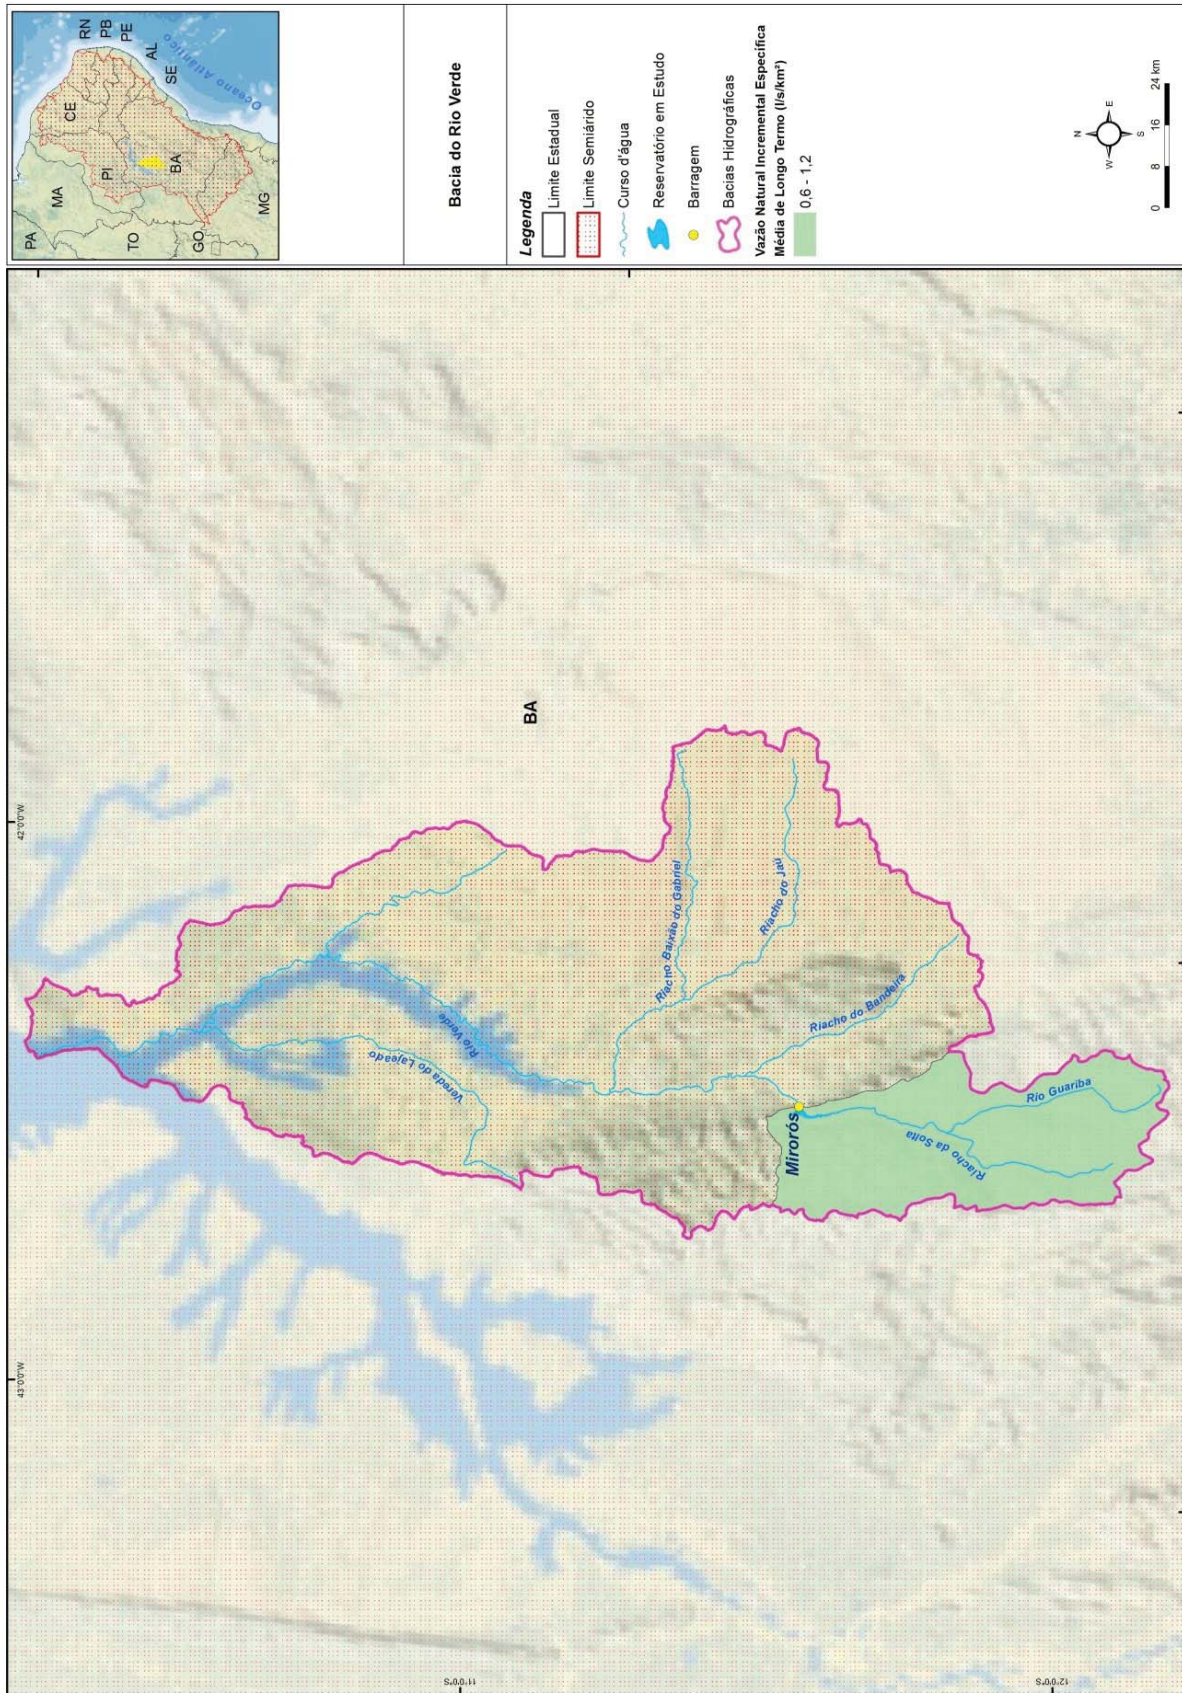 PA
MA
TO
GO
PI
CE
BA
MG
RN
PB
PE
AL
SE
Oceano Atlântico
Bacia do Rio Verde
Legenda
Limite Estadual
Limite Semiárido
Curso d'água
Reservatório em Estudo
Barragem
Bacias Hidrográficas
Vazão Natural Incremental Específica
Média de Longo Termo (l/s/km²)
0,6 - 1,2
N
W
E
S
0 8 16 24 km
43°0'0"W
42°0'0"W
11°0'0"S
12°0'0"S
BA
Vereda do Lajeado
Rio Verde
Riacho Baixão do Gabriel
Riacho do Jaú
Riacho do Bandeira
Mirorós
Riacho da Solta
Rio Guariba